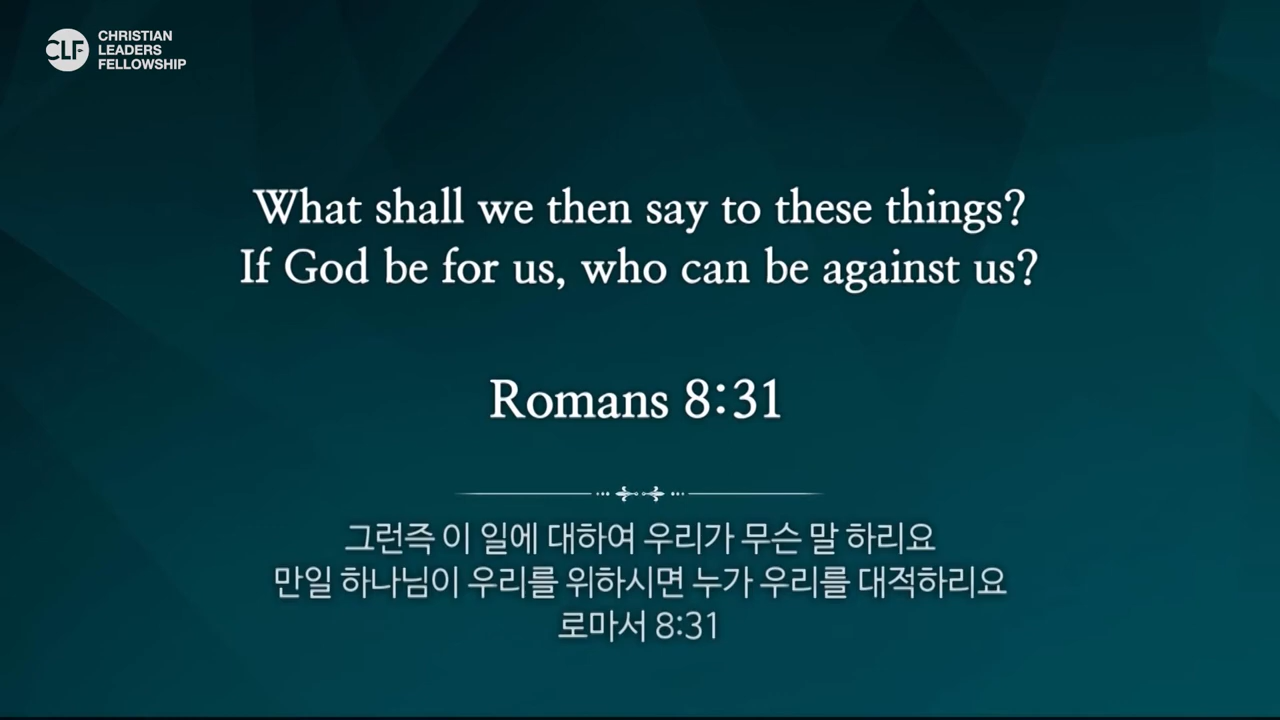 CLF
CHRISTIAN
LEADERS
FELLOWSHIP
What shall we then say to these things?
If God be for us, who can be against us?
Romans 8:31
그런즉 이 일에 대하여 우리가 무슨 말 하리요
만일 하나님이 우리를 위하시면 누가 우리를 대적하리요
로마서 8:31